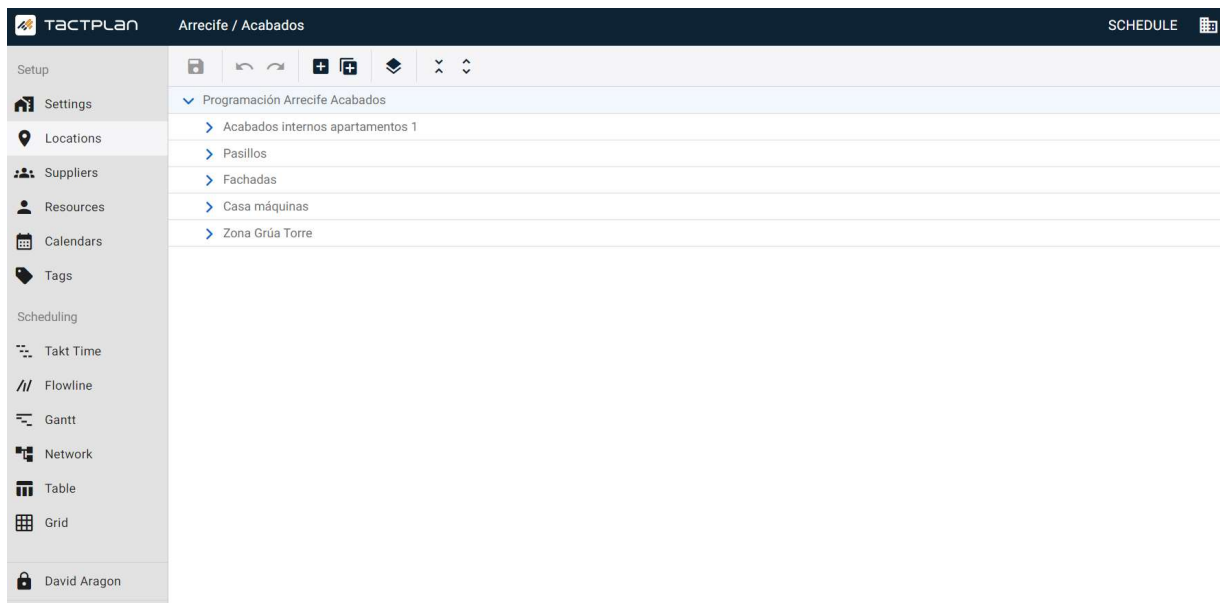 TACTPLAN
Arrecife / Acabados
SCHEDULE
Setup
Settings
Locations
Suppliers
Resources
Calendars
Tags
Scheduling
Takt Time
Flowline
Gantt
Network
Table
Grid
David Aragon
Programación Arrecife Acabados
Acabados internos apartamentos 1
Pasillos
Fachadas
Casa máquinas
Zona Grúa Torre